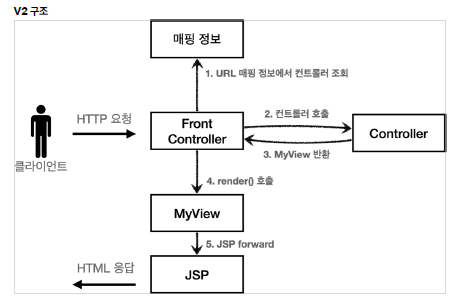 V2 구조
매핑 정보
1. URL 매핑 정보에서 컨트롤러 조회
HTTP 요청
Front
Controller
2. 컨트롤러 호출
Controller
3. MyView 반환
클라이언트
4. render() 호출
MyView
5. JSP forward
HTML 응답
JSP